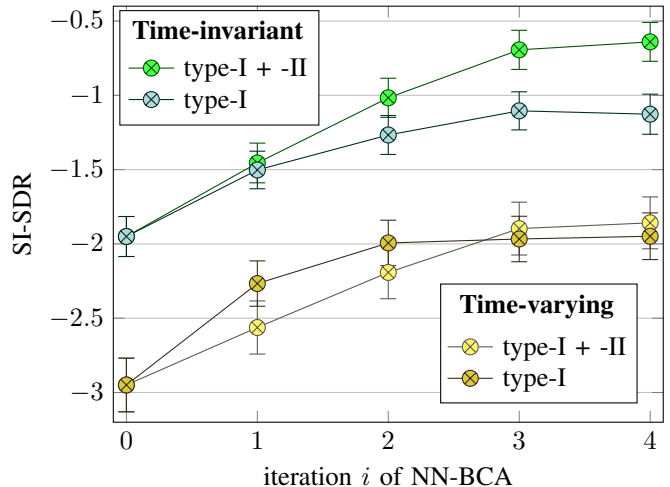 −0.5
−1
−1.5
−2
−2.5
−3
SI-SDR
Time-invariant
type-I + -II
type-I
Time-varying
type-I + -II
type-I
0 1 2 3 4
iteration i of NN-BCA